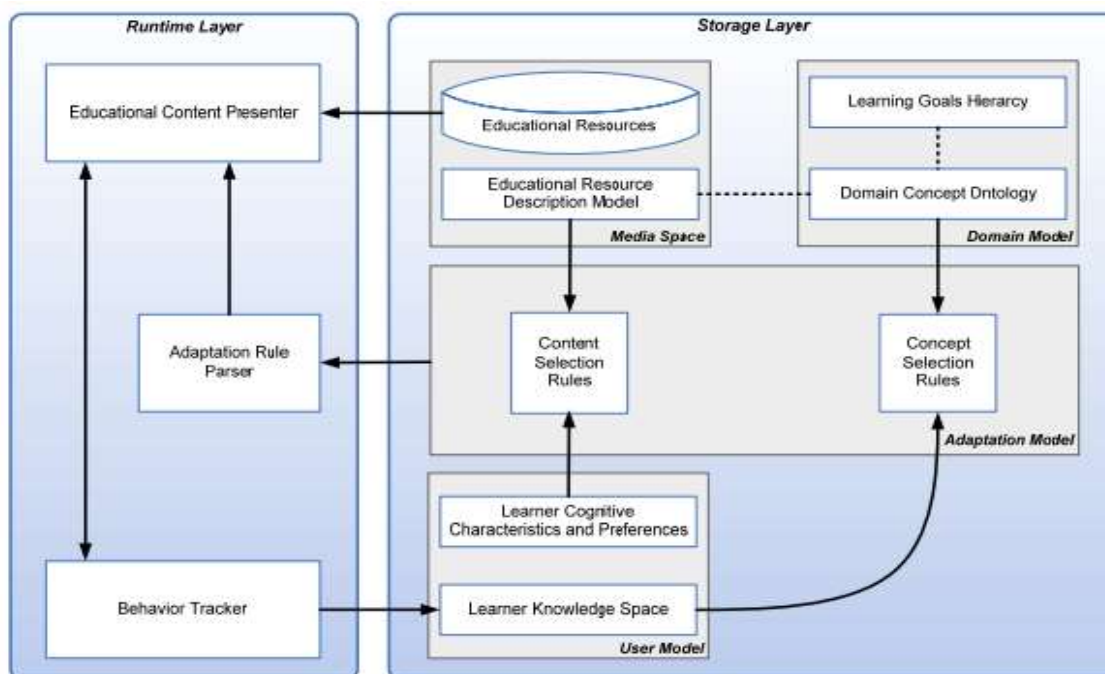 Runtime Layer
Storage Layer
Educational Content Presenter
Educational Resources
Learning Goals Hierarcy
Educational Resource
Description Model
Domain Concept Ontology
Media Space
Domain Model
Adaptation Rule
Parser
Content
Selection
Rules
Concept
Selection
Rules
Adaptation Model
Learner Cognitive
Characteristics and Preferences
Behavior Tracker
Learner Knowledge Space
User Model